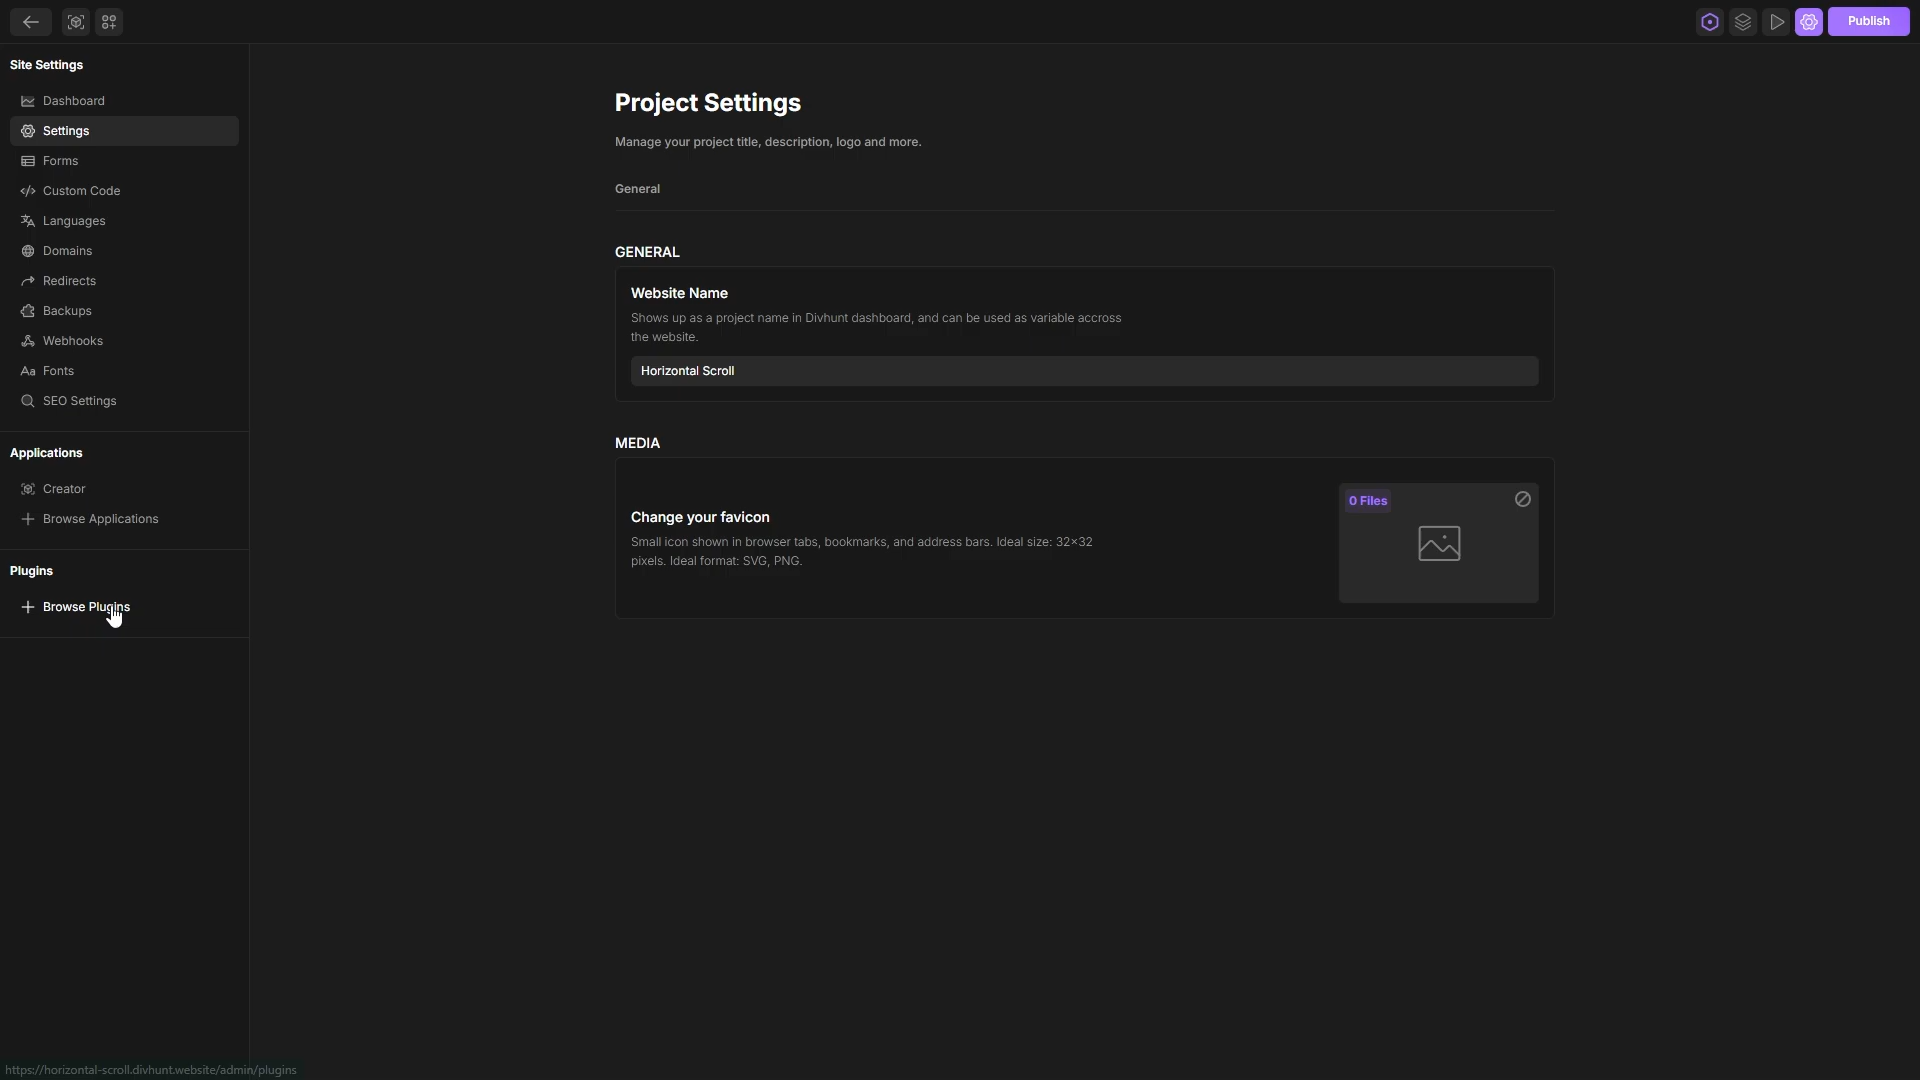 Publish
Site Settings
Dashboard
Settings
Forms
Custom Code
Languages
Domains
Redirects
Backups
Webhooks
Aa Fonts
SEO Settings
Applications
Creator
Browse Applications
Plugins
Browse Plugins
Project Settings
Manage your project title, description, logo and more.
General
GENERAL
Website Name
Shows up as a project name in Divhunt dashboard, and can be used as variable accross
the website.
Horizontal Scroll
MEDIA
Change your favicon
Small icon shown in browser tabs, bookmarks, and address bars. Ideal size: 32×32
pixels. Ideal format: SVG, PNG.
0 Files
https://horizontal-scroll.divhunt.website/admin/plugins